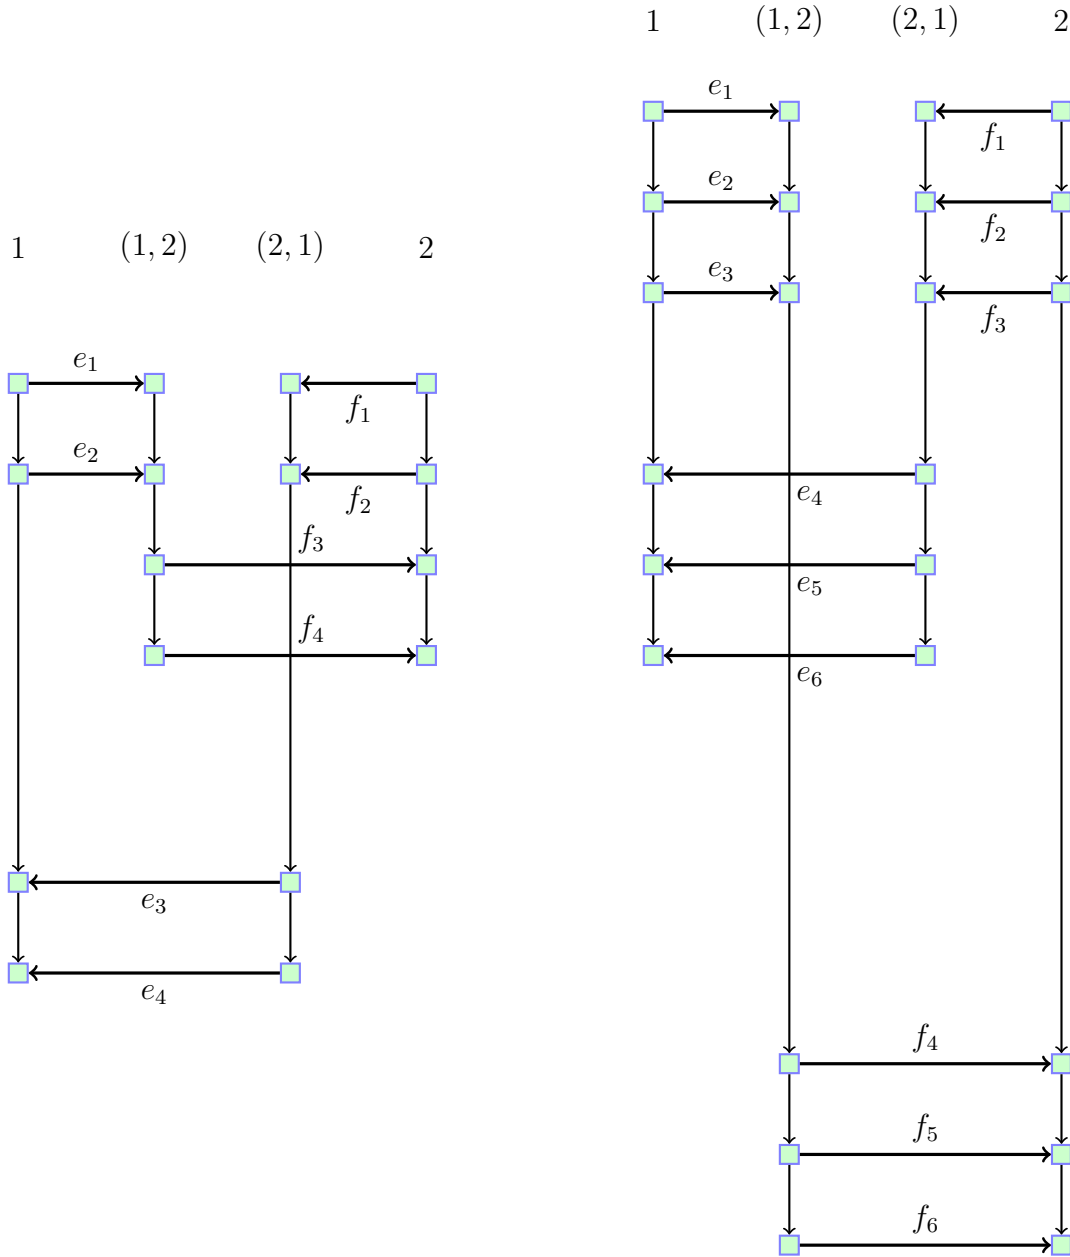 1 (1, 2) (2, 1) 2
e₁
f₁
e₂
f₂
f₃
f₄
e₃
e₄
1 (1, 2) (2, 1) 2
e₁
f₁
e₂
f₂
e₃
f₃
e₄
e₅
e₆
f₄
f₅
f₆